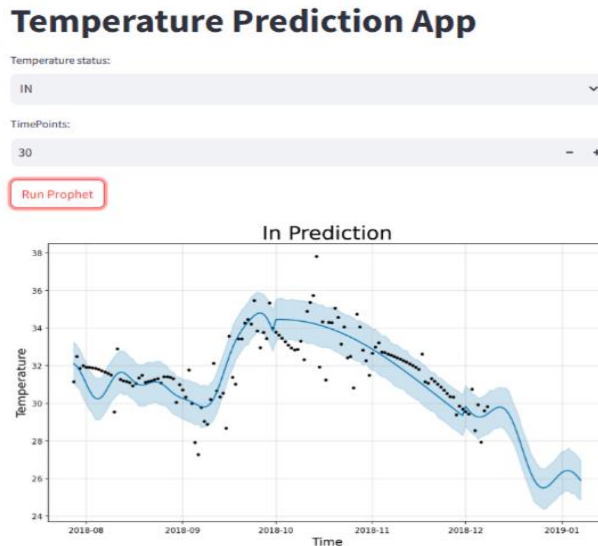 Temperature Prediction App
Temperature status:
IN
TimePoints:
30
Run Prophet
In Prediction
38
36
34
32
30
28
26
24
Temperature
2018-08 2018-09 2018-10 2018-11 2018-12 2019-01
Time